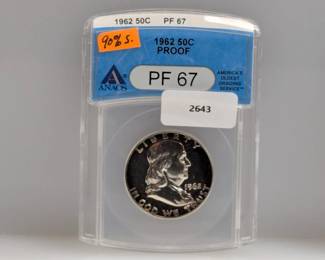 1962 50C PF 67
90% S.
1962 50C
PROOF
ANACS
PF 67
AMERICA'S
OLDEST
GRADING
SERVICE
2643
LIBERTY
1962
IN GOD WE TRUST